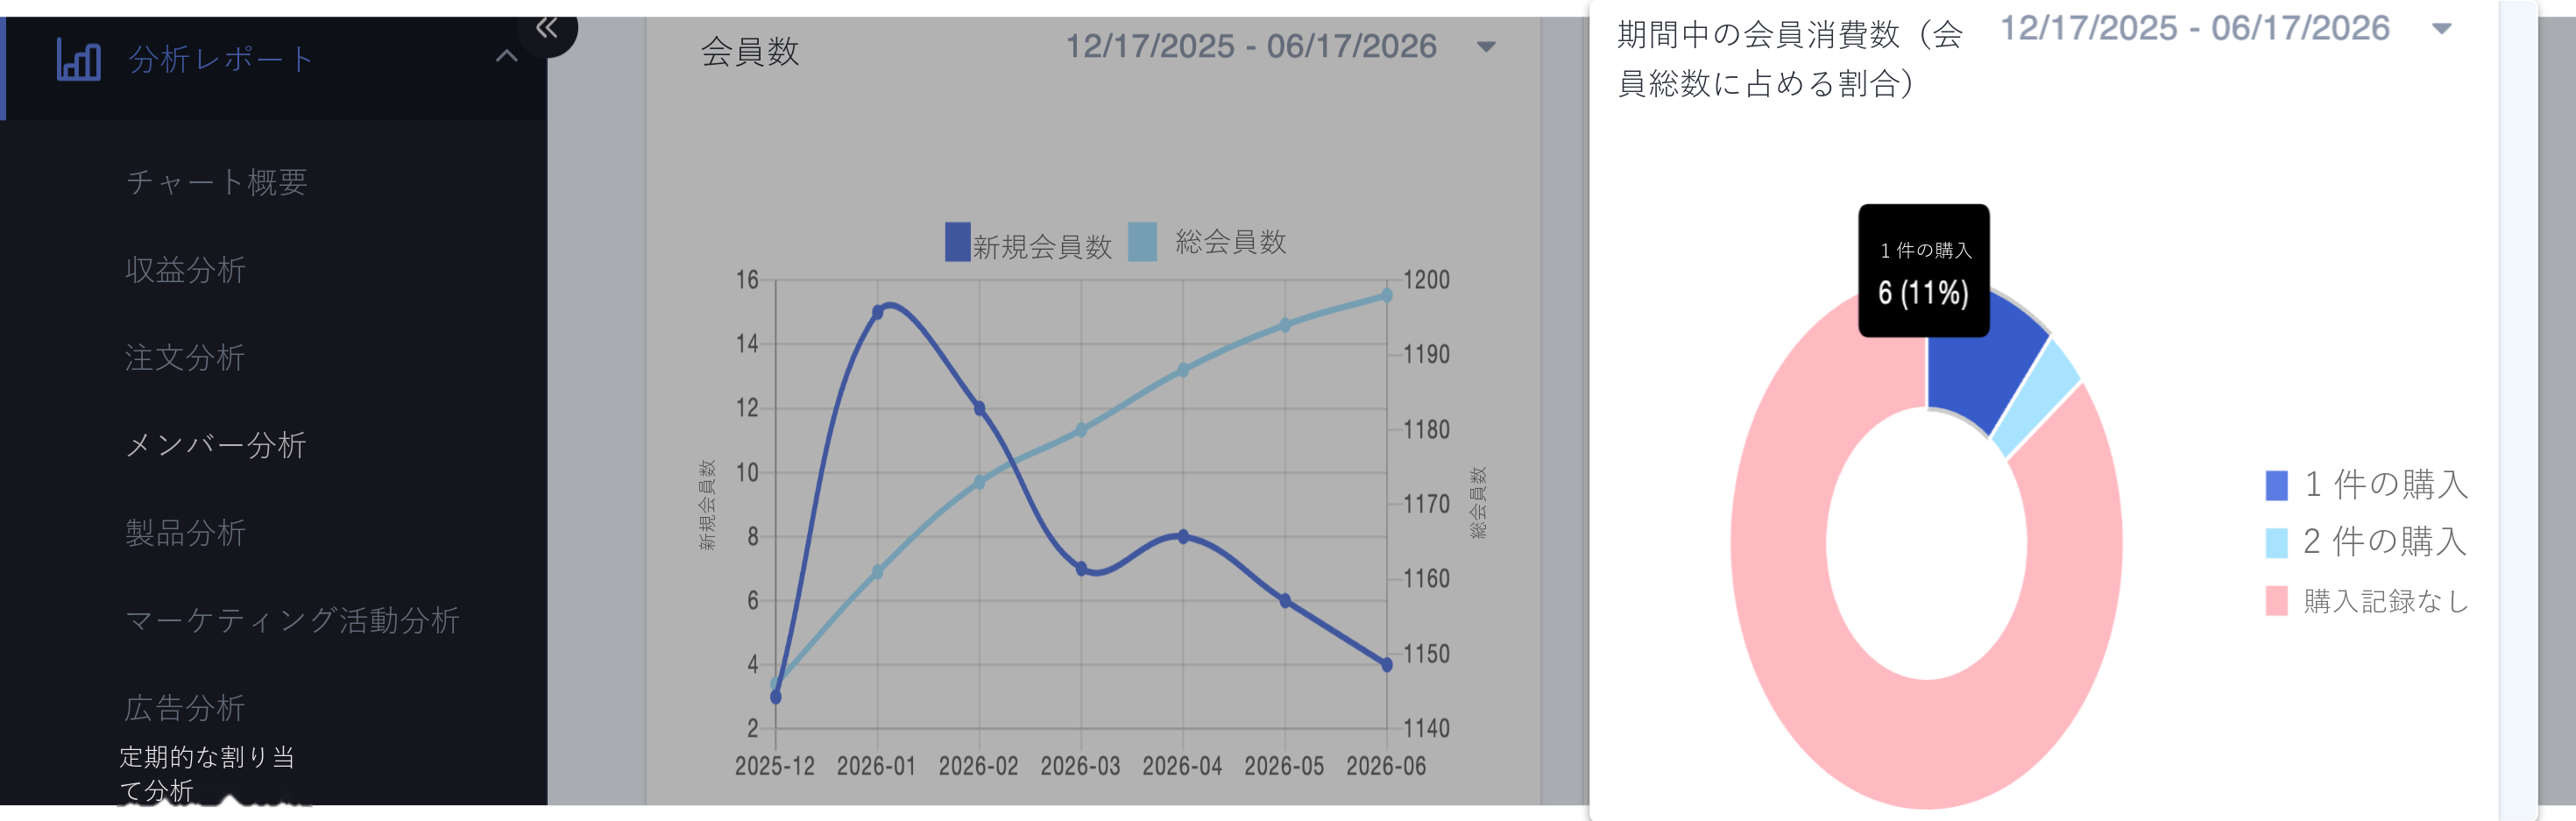 分析レポート
チャート概要
収益分析
注文分析
メンバー分析
製品分析
マーケティング活動分析
広告分析
定期的な割り当
て分析
会員数
12/17/2025 - 06/17/2026
新規会員数
総会員数
16
14
12
10
8
6
4
2
新規会員数
1200
1190
1180
1170
1160
1150
1140
総会員数
2025-12
2026-01
2026-02
2026-03
2026-04
2026-05
2026-06
期間中の会員消費数（会
員総数に占める割合）
12/17/2025 - 06/17/2026
1 件の購入
6 (11%)
1 件の購入
2 件の購入
購入記録なし